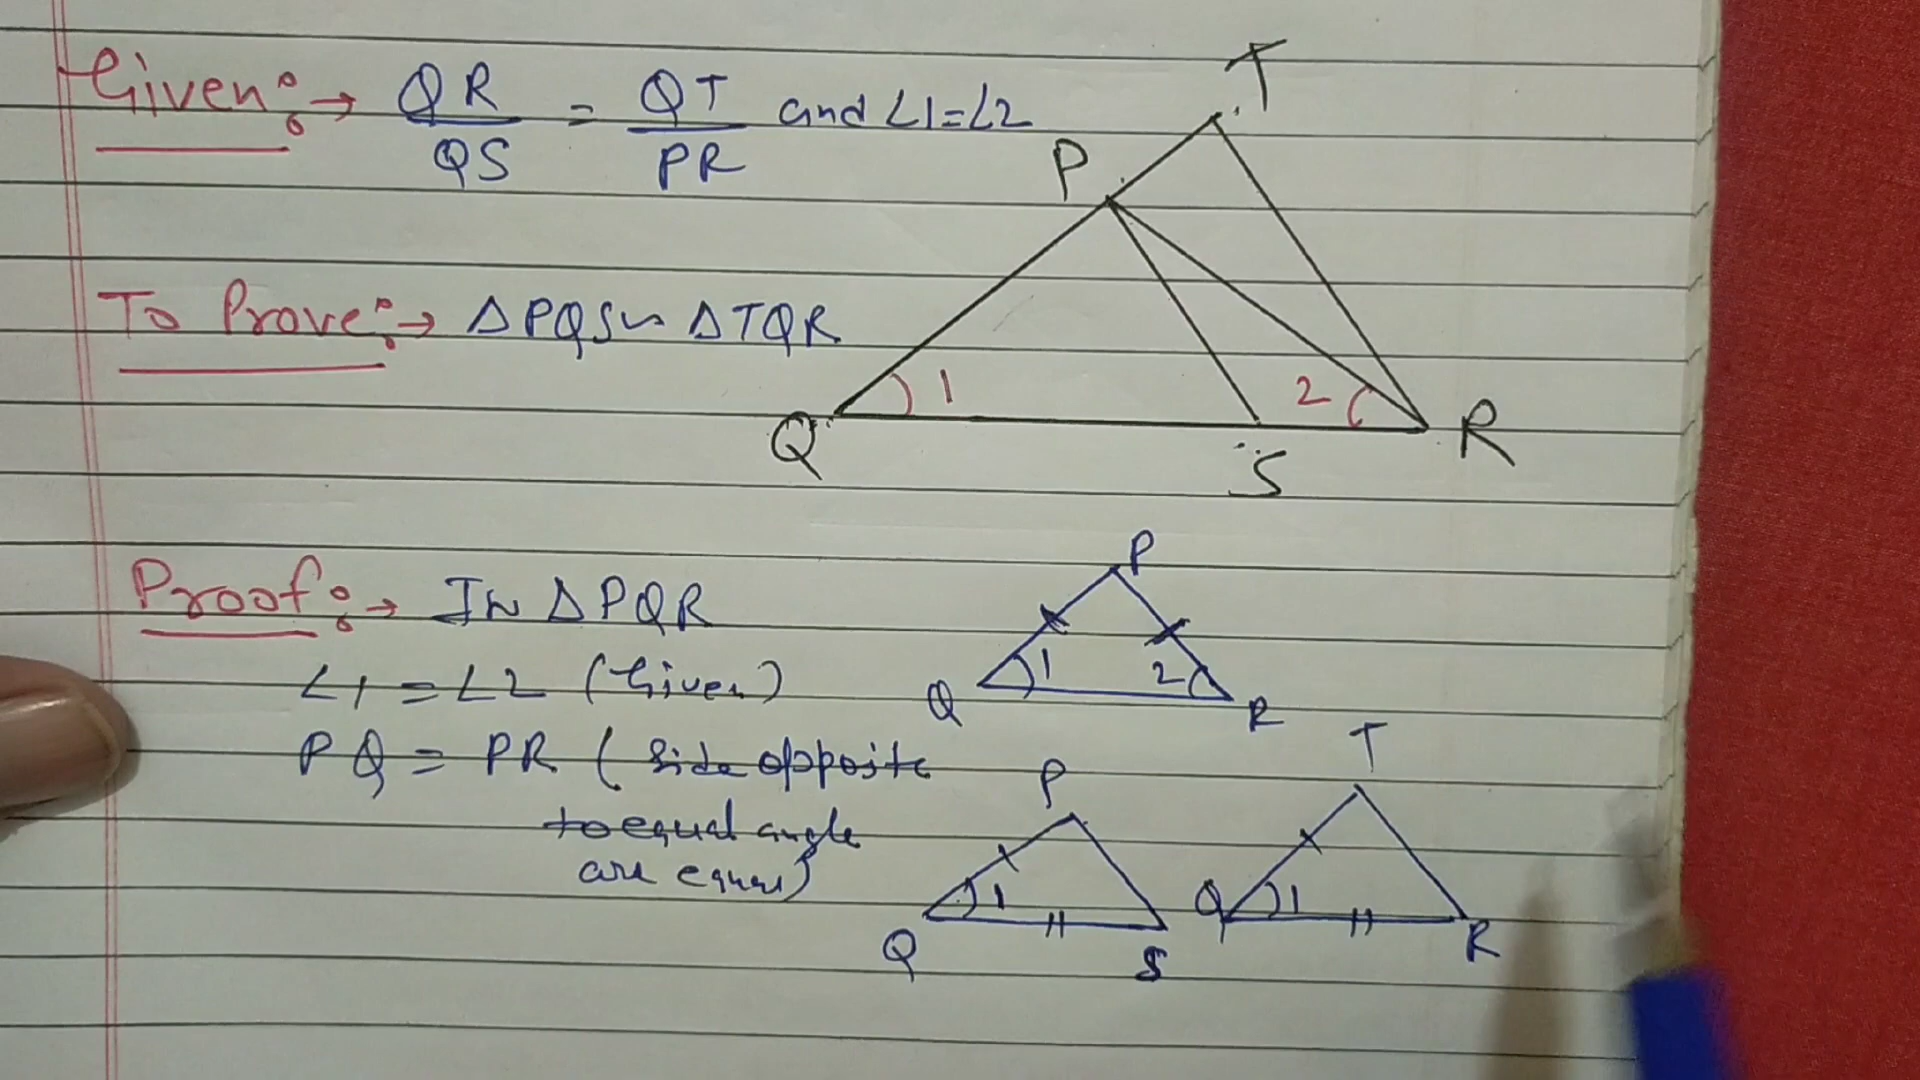 Given:→ QR/QS = QT/PR and ∠1=∠2
T
P
To Prove:→ ΔPQS ~ ΔTQR
1
2
Q
S
R
Proof:→ In ΔPQR
P
∠1 = ∠2 (Given)
1
2
Q
R
PQ = PR (Side opposite
to equal angle
are equal)
P
T
1
1
Q
S
Q
R